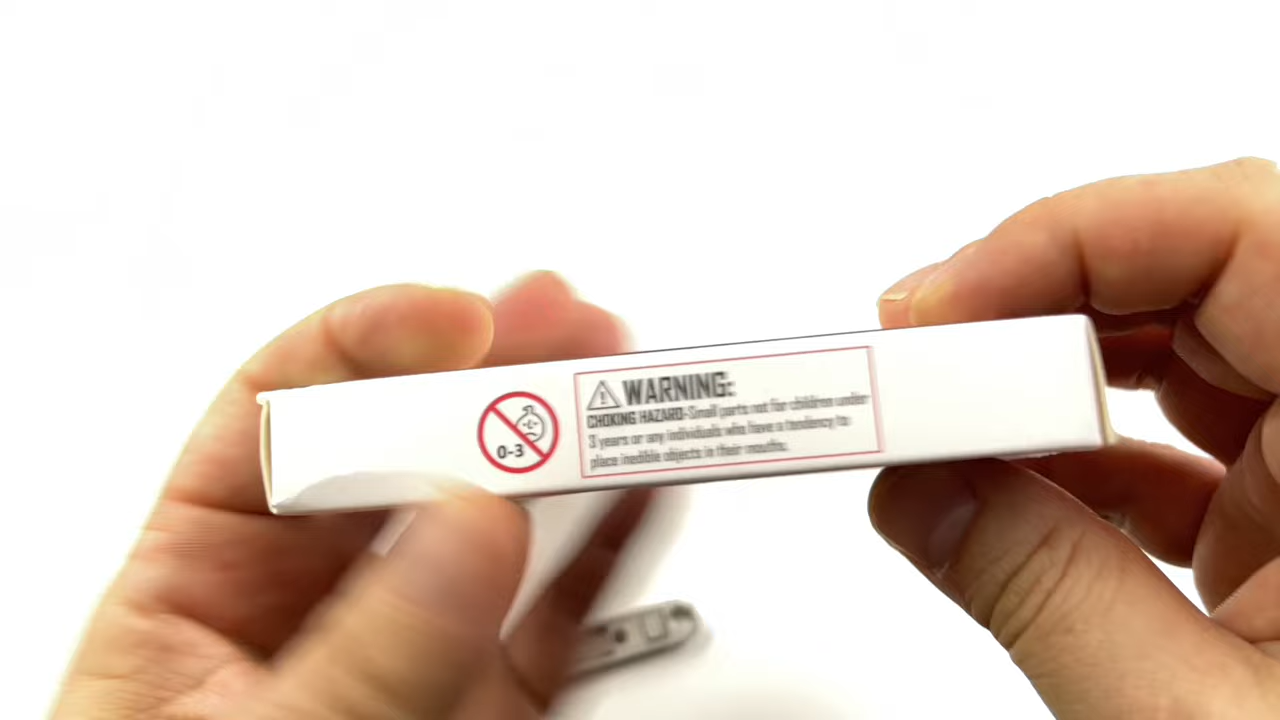 0-3
WARNING:
CHOKING HAZARD-Small parts not for children under
3 years or any individuals who have a tendency to
place inedible objects in their mouths.